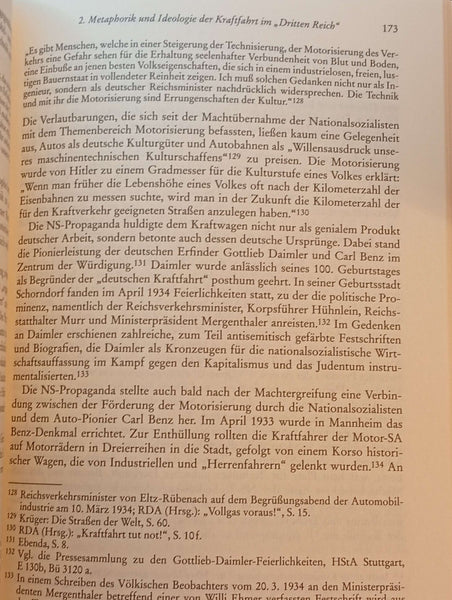 2. Metaphorik und Ideologie der Kraftfahrt im „Dritten Reich“ 173
„Es gibt Menschen, welche in einer Steigerung der Technisierung, der Motorisierung des Ver-
kehrs eine Gefahr sehen für die Erhaltung seelenhafter Verbundenheit von Blut und Boden,
eine Einbuße an jenen besten Volkseigenschaften, die sich in einem industrielosen, freien, lus-
tigen Bauernstaat in vollendeter Reinheit zeigen. Ich muß solchen Gedanken nicht nur als In-
genieur, sondern als deutscher Reichsminister nachdrücklich widersprechen. Die Technik
und mit ihr die Motorisierung sind Errungenschaften der Kultur.“128
Die Verlautbarungen, die sich seit der Machtübernahme der Nationalsozialisten
mit dem Themenbereich Motorisierung befassten, ließen kaum eine Gelegenheit
aus, Autos als deutsche Kulturgüter und Autobahnen als „Willensausdruck unse-
res maschinentechnischen Kulturschaffens“129 zu preisen. Die Motorisierung
wurde von Hitler zu einem Gradmesser für die Kulturstufe eines Volkes erklärt:
„Wenn man früher die Lebenshöhe eines Volkes oft nach der Kilometerzahl der
Eisenbahnen zu messen suchte, wird man in der Zukunft die Kilometerzahl der
für den Kraftverkehr geeigneten Straßen anzulegen haben.“130
Die NS-Propaganda huldigte dem Kraftwagen nicht nur als genialem Produkt
deutscher Arbeit, sondern betonte auch dessen deutsche Ursprünge. Dabei stand
die Pionierleistung der deutschen Erfinder Gottlieb Daimler und Carl Benz im
Zentrum der Würdigung.131 Daimler wurde anlässlich seines 100. Geburtstages
als Begründer der „deutschen Kraftfahrt“ posthum geehrt. In seiner Geburtsstadt
Schorndorf fanden im April 1934 Feierlichkeiten statt, zu der die politische Pro-
minenz, namentlich der Reichsverkehrsminister, Korpsführer Hühnlein, Reichs-
statthalter Murr und Ministerpräsident Mergenthaler anreisten.132 Im Gedenken
an Daimler erschienen zahlreiche, zum Teil antisemitisch gefärbte Festschriften
und Biografien, die Daimler als Kronzeugen für die nationalsozialistische Wirt-
schaftsauffassung im Kampf gegen den Kapitalismus und das Judentum instru-
mentalisierten.133
Die NS-Propaganda stellte auch bald nach der Machtergreifung eine Verbin-
dung zwischen der Förderung der Motorisierung durch die Nationalsozialisten
und dem Auto-Pionier Carl Benz her. Im April 1933 wurde in Mannheim das
Benz-Denkmal errichtet. Zur Enthüllung rollten die Kraftfahrer der Motor-SA
auf Motorrädern in Dreierreihen in die Stadt, gefolgt von einem Korso histori-
scher Wagen, die von Industriellen und „Herrenfahrern“ gelenkt wurden.134 An
128 Reichsverkehrsminister von Eltz-Rübenach auf dem Begrüßungsabend der Automobil-
industrie am 10. März 1934; RDA (Hrsg.): „Vollgas voraus!“, S. 15.
129 Krüger: Die Straßen der Welt, S. 60.
130 RDA (Hrsg.): „Kraftfahrt tut not!“, S. 10f.
131 Ebenda, S. 8.
132 Vgl. die Pressesammlung zu den Gottlieb-Daimler-Feierlichkeiten, HStA Stuttgart,
E 130b, Bü 3120 a.
133 In einem Schreiben des Völkischen Beobachters vom 20. 3. 1934 an den Ministerpräsi-
denten Mergenthaler betreffend einer von Willi Ehmer verfassten Festschrift wird aus